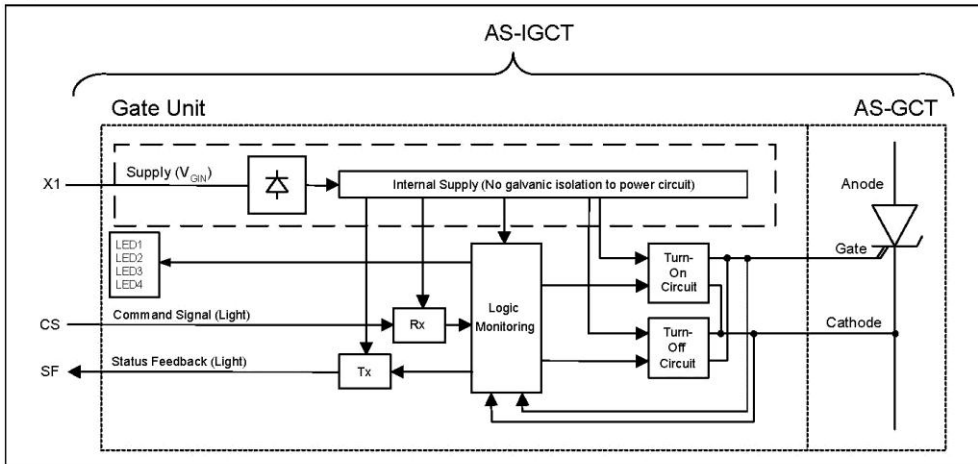 AS-IGCT
Gate Unit
AS-GCT
X1
Supply (VGIN)
Internal Supply (No galvanic isolation to power circuit)
Anode
LED1
LED2
LED3
LED4
Turn-
On
Circuit
Gate
Logic
Monitoring
CS
Command Signal (Light)
Rx
Turn-
Off
Circuit
Cathode
SF
Status Feedback (Light)
Tx